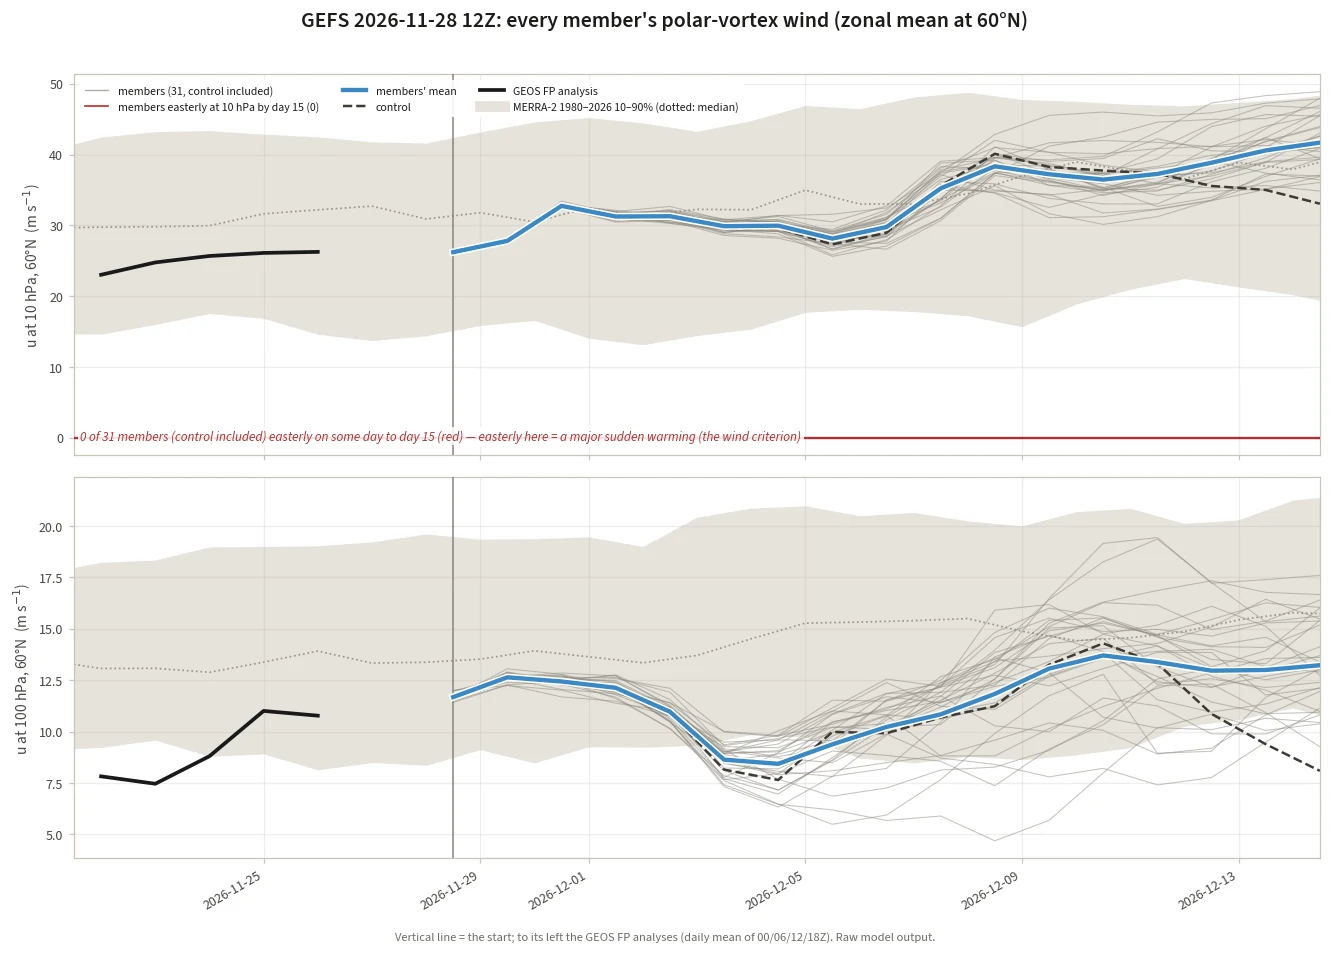 GEFS 2026-11-28 12Z: every member's polar-vortex wind (zonal mean at 60°N)
members (31, control included)
members' mean
GEOS FP analysis
members easterly at 10 hPa by day 15 (0)
control
MERRA-2 1980–2026 10–90% (dotted: median)
u at 10 hPa, 60°N (m s⁻¹)
50
40
30
20
10
0
0 of 31 members (control included) easterly on some day to day 15 (red) — easterly here = a major sudden warming (the wind criterion)
u at 100 hPa, 60°N (m s⁻¹)
20.0
17.5
15.0
12.5
10.0
7.5
5.0
2026-11-25
2026-11-29
2026-12-01
2026-12-05
2026-12-09
2026-12-13
Vertical line = the start; to its left the GEOS FP analyses (daily mean of 00/06/12/18Z). Raw model output.